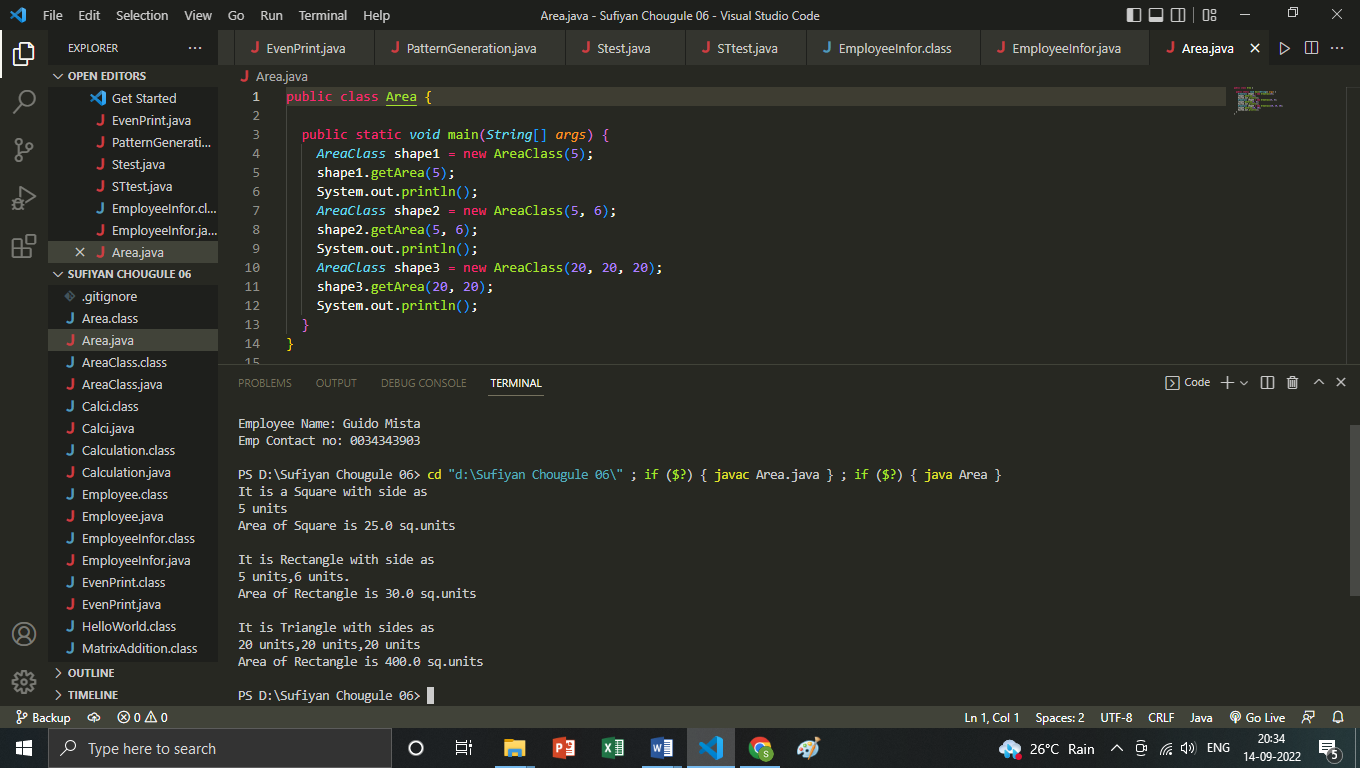 File Edit Selection View Go Run Terminal Help Area.java - Sufiyan Chougule 06 - Visual Studio Code
EXPLORER
EvenPrint.java PatternGeneration.java Stest.java STtest.java EmployeeInfor.class EmployeeInfor.java Area.java
OPEN EDITORS
Get Started
EvenPrint.java
PatternGenerati...
Stest.java
STtest.java
EmployeeInfor.cl...
EmployeeInfor.ja...
Area.java
SUFIYAN CHOUGULE 06
.gitignore
Area.class
Area.java
AreaClass.class
AreaClass.java
Calci.class
Calci.java
Calculation.class
Calculation.java
Employee.class
Employee.java
EmployeeInfor.class
EmployeeInfor.java
EvenPrint.class
EvenPrint.java
HelloWorld.class
MatrixAddition.class
OUTLINE
TIMELINE
Area.java
1 public class Area {
2
3 public static void main(String[] args) {
4 AreaClass shape1 = new AreaClass(5);
5 shape1.getArea(5);
6 System.out.println();
7 AreaClass shape2 = new AreaClass(5, 6);
8 shape2.getArea(5, 6);
9 System.out.println();
10 AreaClass shape3 = new AreaClass(20, 20, 20);
11 shape3.getArea(20, 20);
12 System.out.println();
13 }
14 }
15
PROBLEMS OUTPUT DEBUG CONSOLE TERMINAL Code
Employee Name: Guido Mista
Emp Contact no: 0034343903
PS D:\Sufiyan Chougule 06> cd "d:\Sufiyan Chougule 06\" ; if ($?) { javac Area.java } ; if ($?) { java Area }
It is a Square with side as
5 units
Area of Square is 25.0 sq.units
It is Rectangle with side as
5 units,6 units.
Area of Rectangle is 30.0 sq.units
It is Triangle with sides as
20 units,20 units,20 units
Area of Rectangle is 400.0 sq.units
PS D:\Sufiyan Chougule 06>
Backup 0 0 Ln 1, Col 1 Spaces: 2 UTF-8 CRLF Java Go Live
Type here to search 26°C Rain ENG 20:34
14-09-2022 5